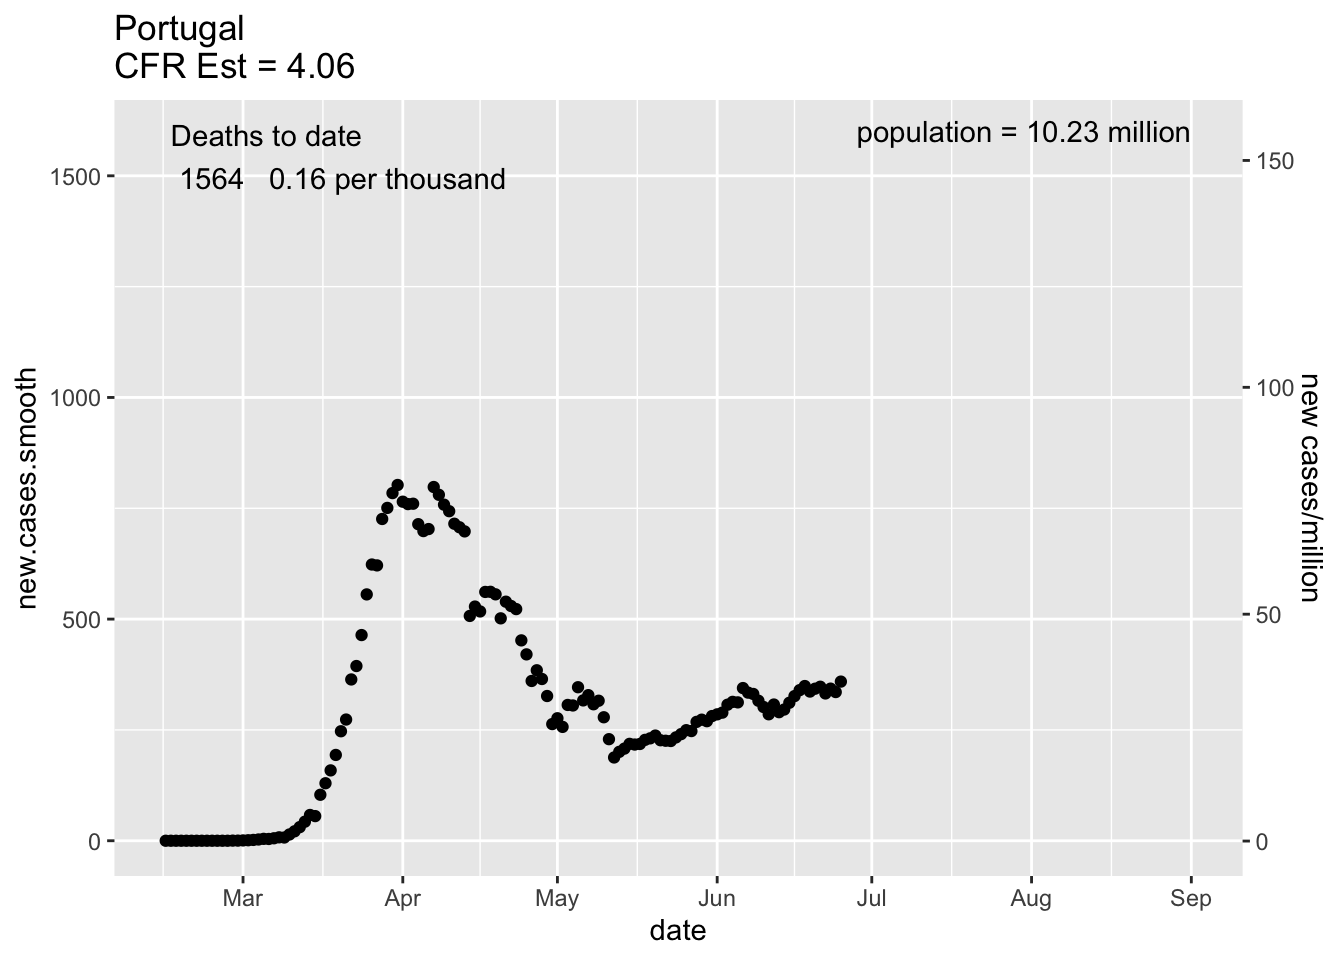 Portugal
CFR Est = 4.06
Deaths to date
1564 0.16 per thousand
population = 10.23 million
1500
1000
500
0
150
100
50
0
new.cases.smooth
new cases/million
Mar Apr May Jun Jul Aug Sep
date